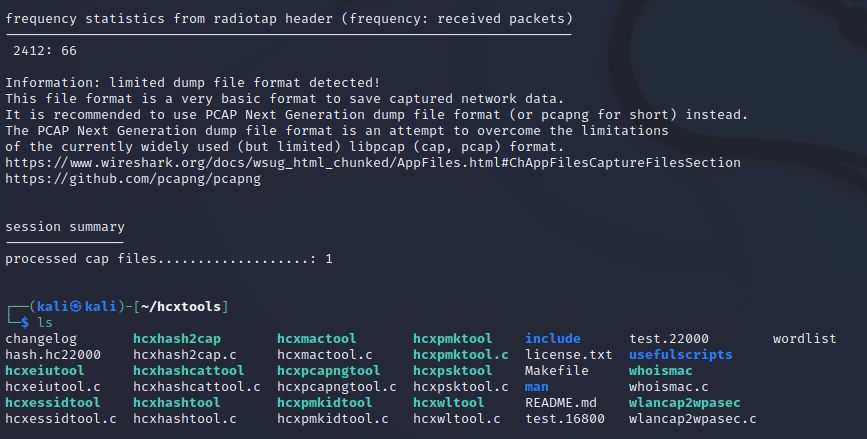 frequency statistics from radiotap header (frequency: received packets)
-----------------------------------------------------------------------
 2412: 66
Information: limited dump file format detected!
This file format is a very basic format to save captured network data.
It is recommended to use PCAP Next Generation dump file format (or pcapng for short) instead.
The PCAP Next Generation dump file format is an attempt to overcome the limitations
of the currently widely used (but limited) libpcap (cap, pcap) format.
https://www.wireshark.org/docs/wsug_html_chunked/AppFiles.html#ChAppFilesCaptureFilesSection
https://github.com/pcapng/pcapng
session summary
---------------
processed cap files...................: 1
┌──(kali㉿kali)-[~/hcxtools]
└─$ ls
changelog hcxhash2cap hcxmactool hcxpmktool include test.22000 wordlist
hash.hc22000 hcxhash2cap.c hcxmactool.c hcxpmktool.c license.txt usefulscripts
hcxeiutool hcxhashcattool hcxpcapngtool hcxpsktool Makefile whoismac
hcxeiutool.c hcxhashcattool.c hcxpcapngtool.c hcxpsktool.c man whoismac.c
hcxessidtool hcxhashtool hcxpmkidtool hcxwltool README.md wlancap2wpasec
hcxessidtool.c hcxhashtool.c hcxpmkidtool.c hcxwltool.c test.16800 wlancap2wpasec.c